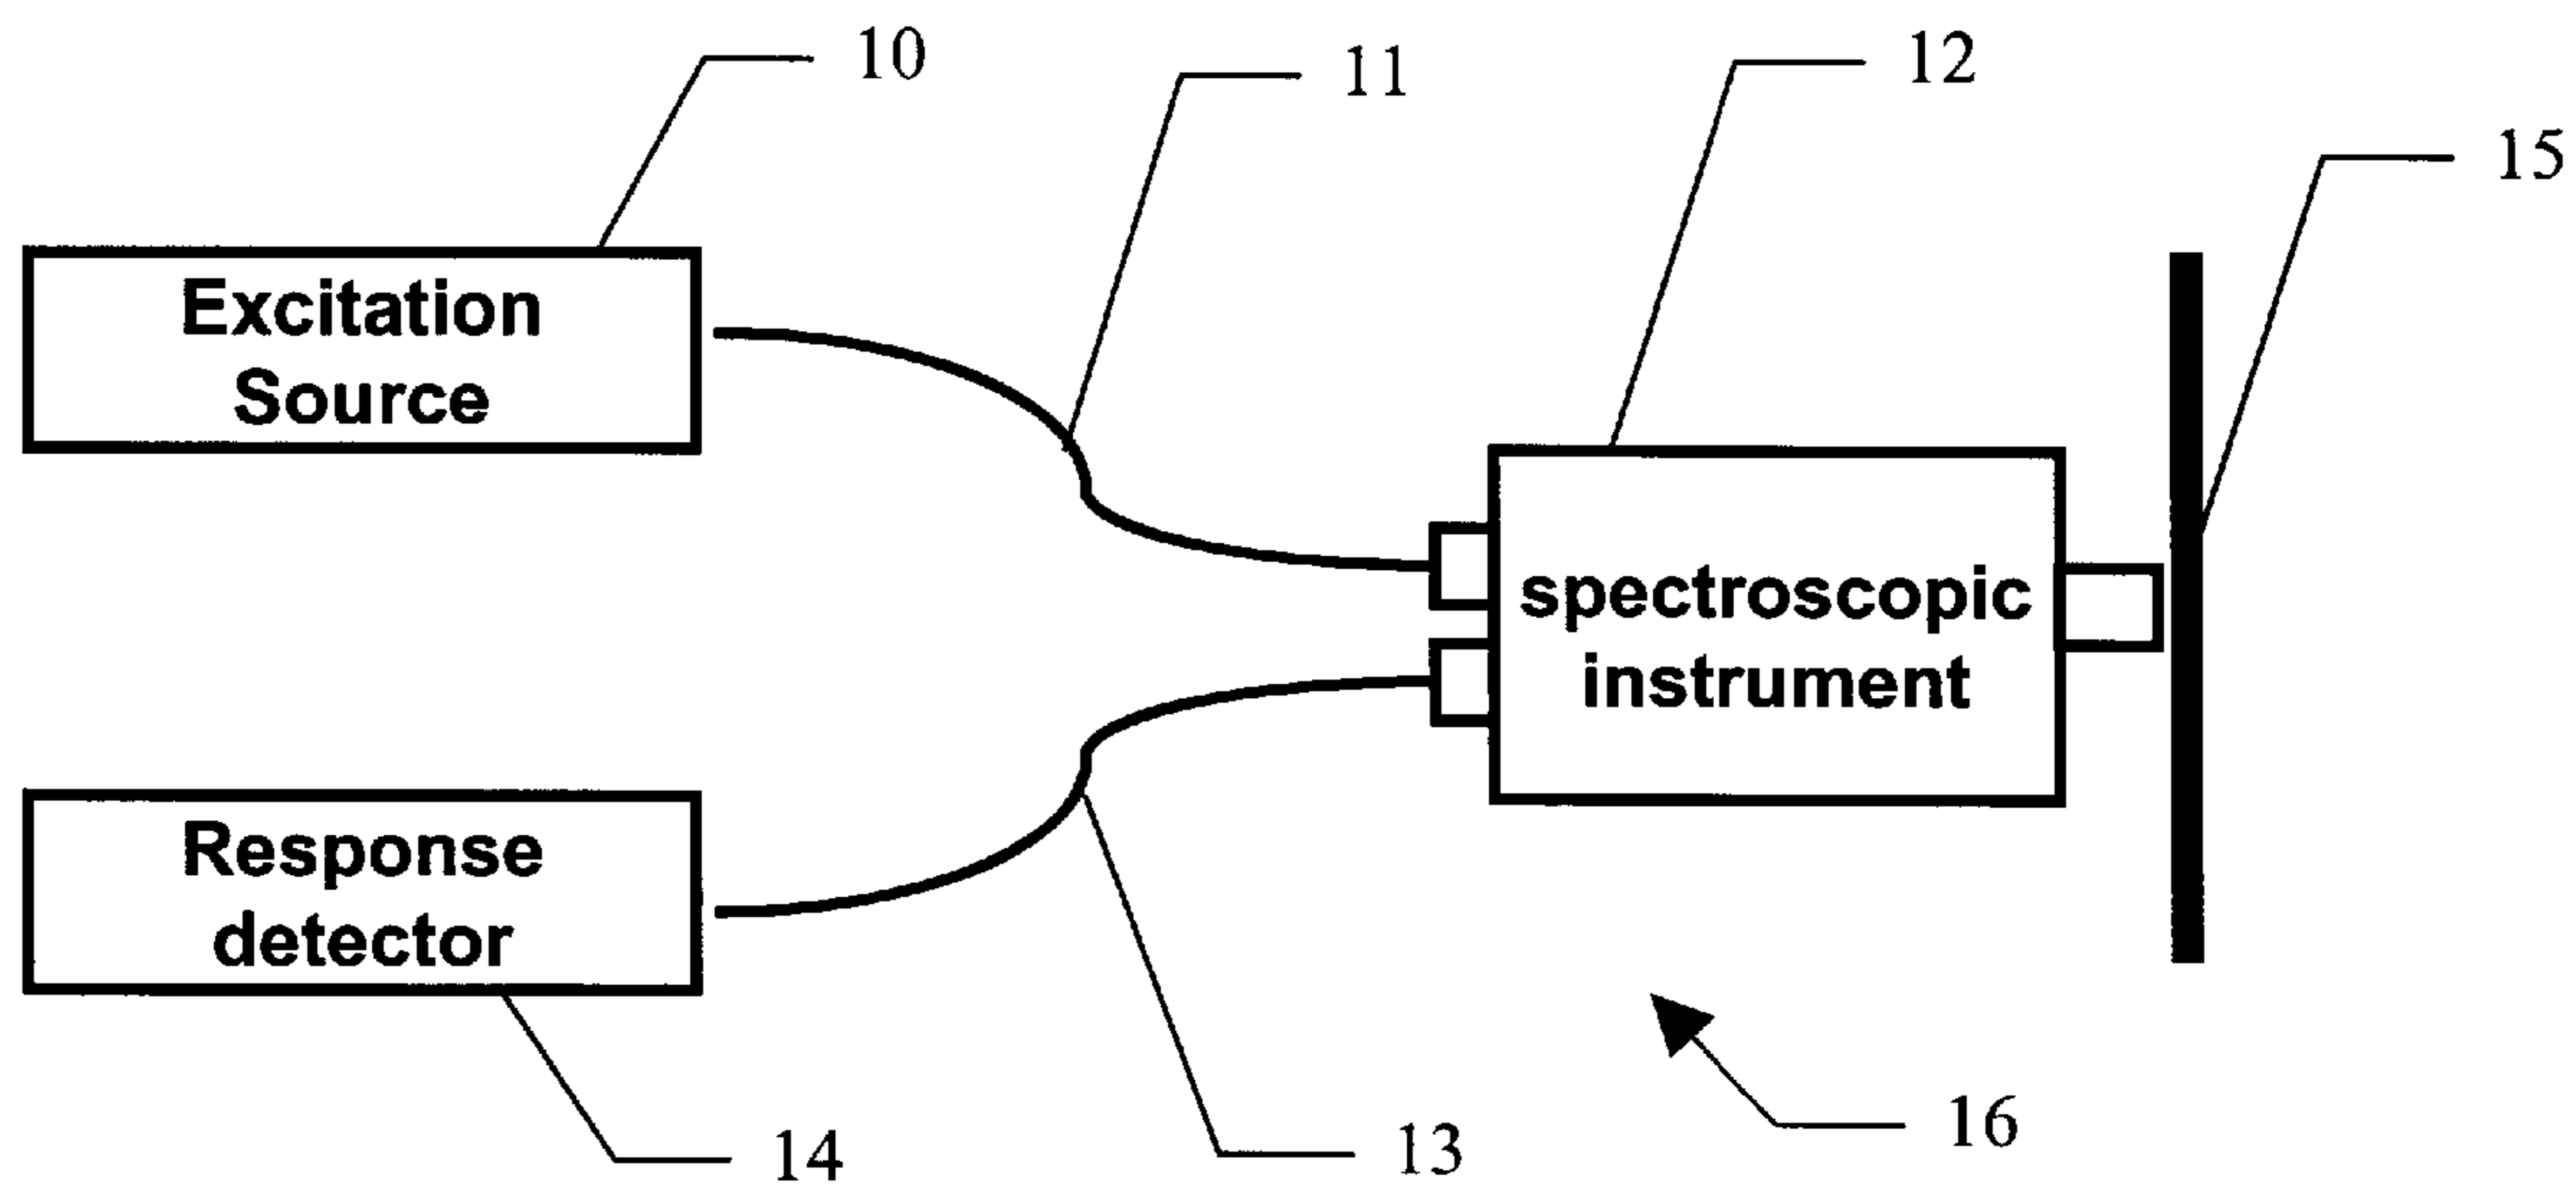 10
11
12
15
Excitation
Source
spectroscopic
instrument
Response
detector
14
13
16